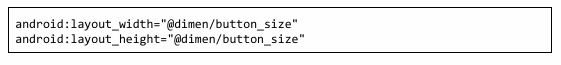 android:layout_width="@dimen/button_size"
android:layout_height="@dimen/button_size"